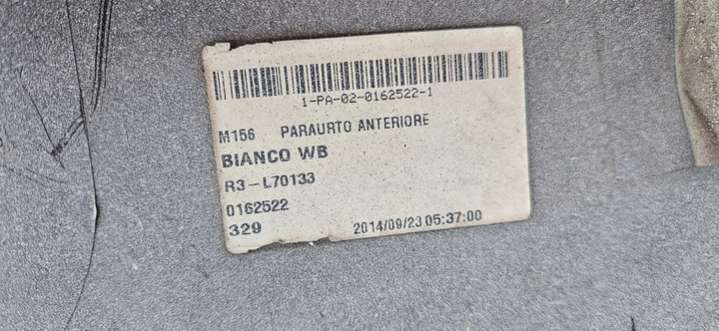 1-PA-02-0162522-1
M156 PARAURTO ANTERIORE
BIANCO WB
R3-L70133
0162522
329 2014/09/23 05:37:00